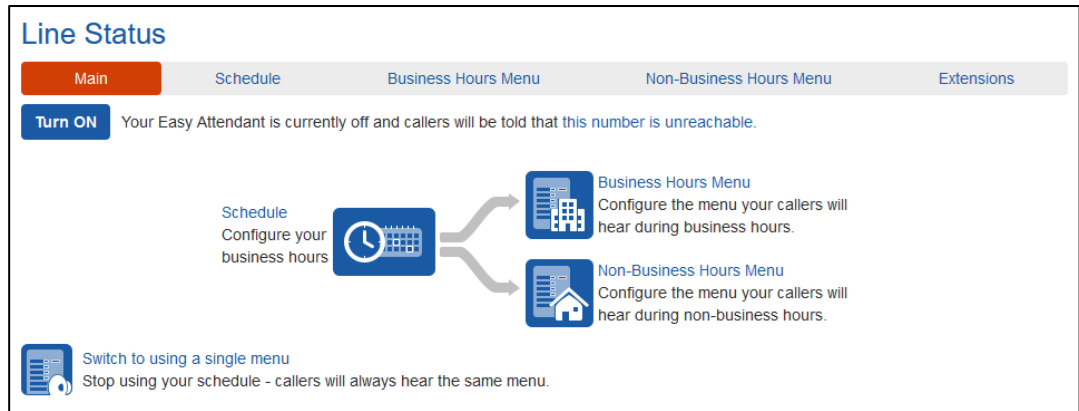 Line Status
Main
Schedule
Business Hours Menu
Non-Business Hours Menu
Extensions
Turn ON
Your Easy Attendant is currently off and callers will be told that this number is unreachable.
Schedule
Configure your
business hours
Business Hours Menu
Configure the menu your callers will
hear during business hours.
Non-Business Hours Menu
Configure the menu your callers will
hear during non-business hours.
Switch to using a single menu
Stop using your schedule - callers will always hear the same menu.